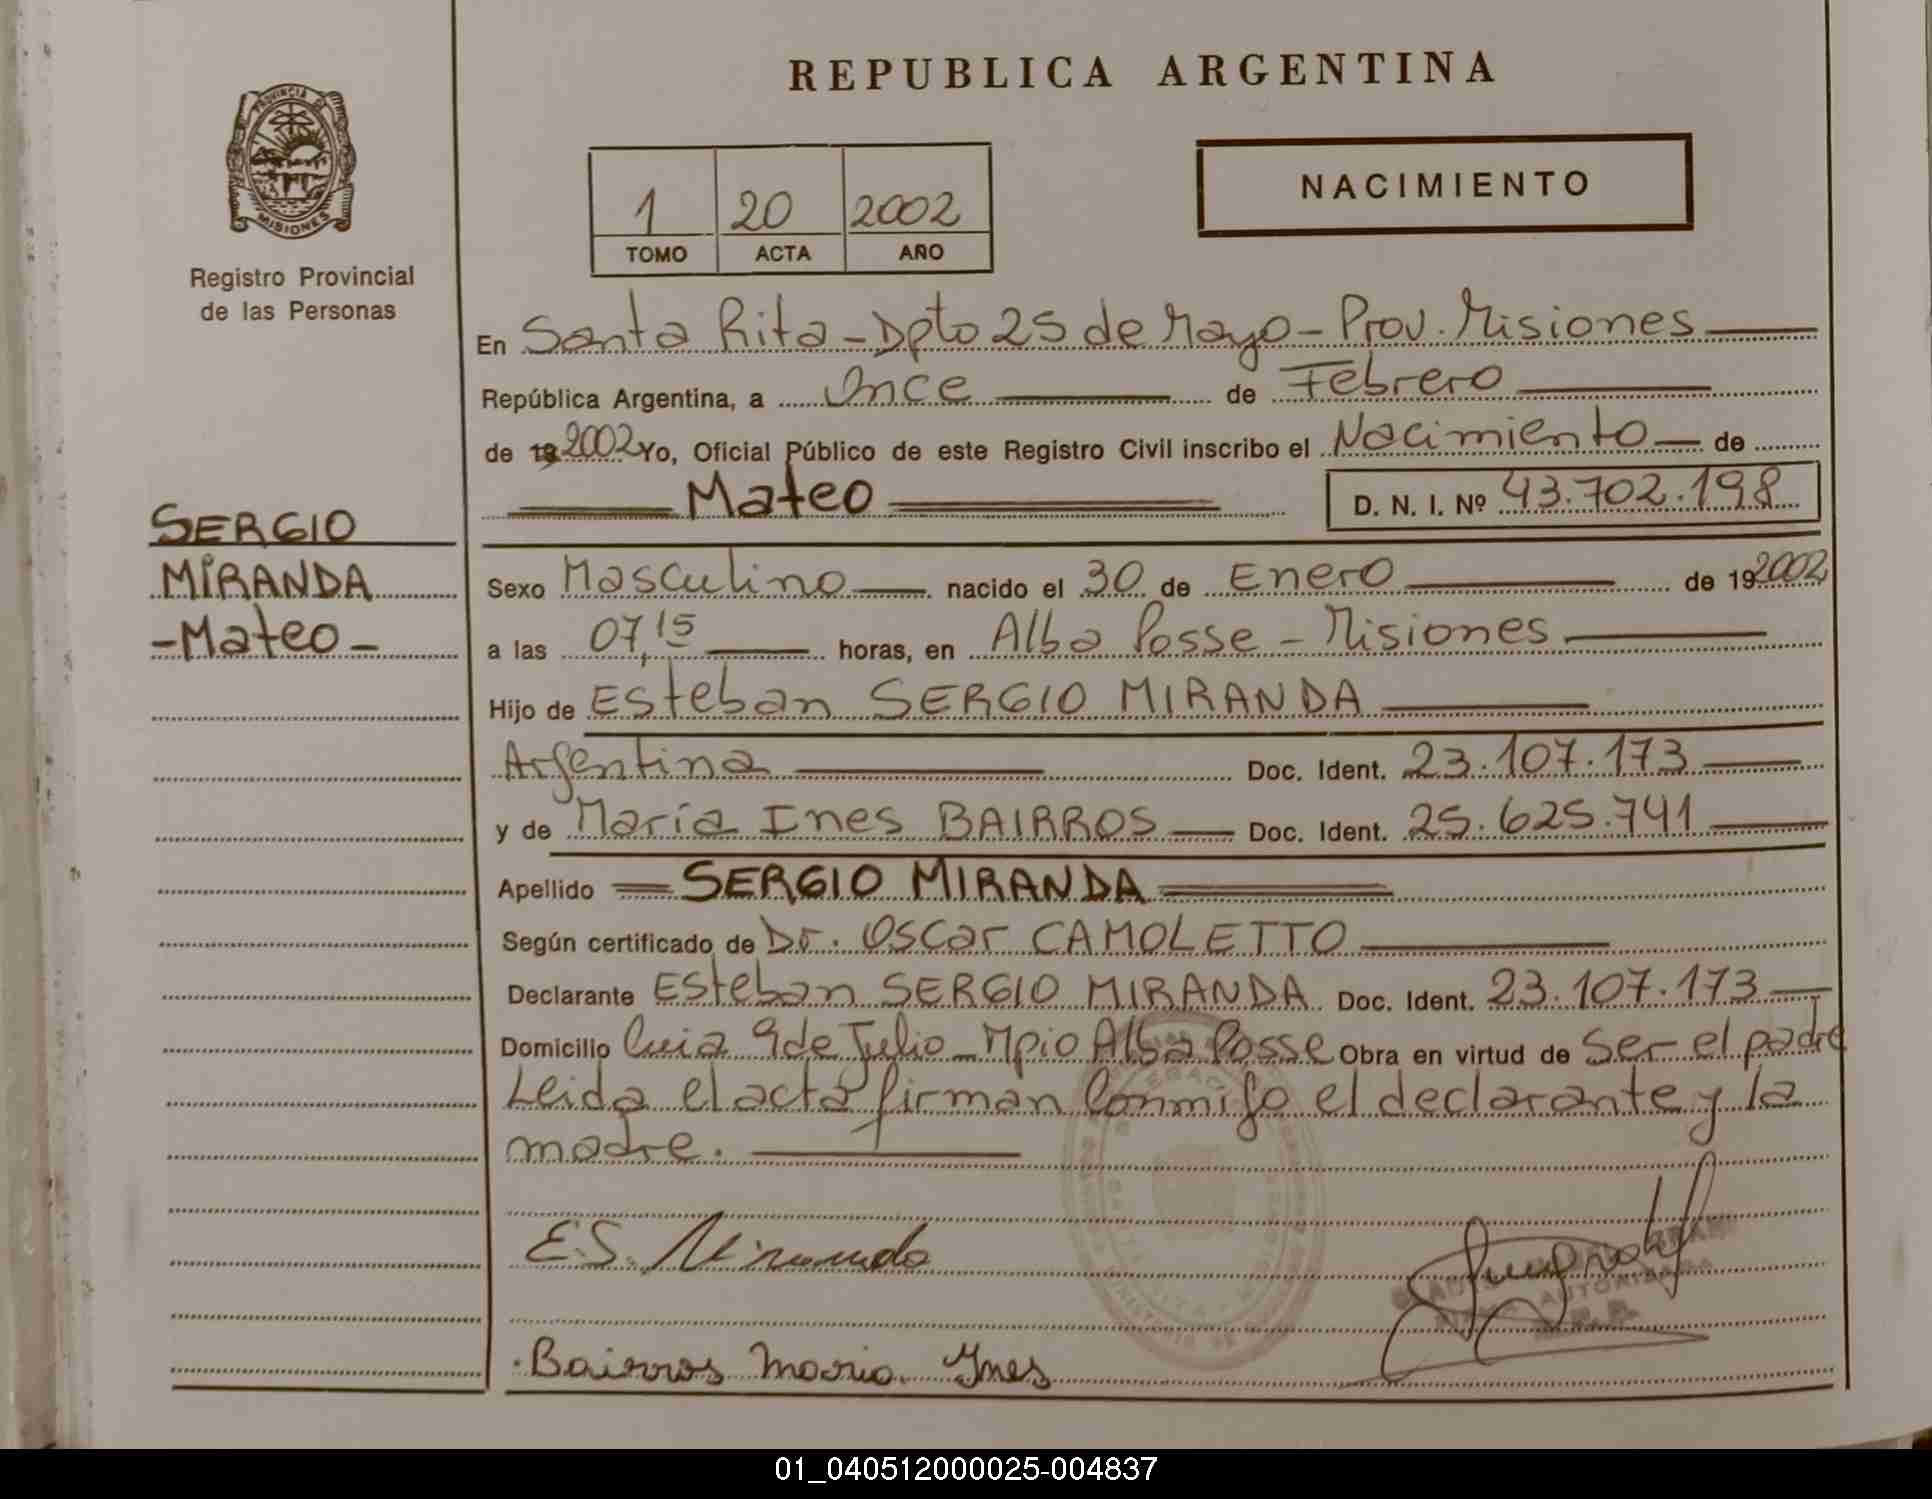 REPUBLICA ARGENTINA
PROVINCIA DE
MISIONES
Registro Provincial
de las Personas
1 20 2002
TOMO ACTA AÑO
NACIMIENTO
En Santa Rita - Dpto 25 de Mayo - Prov. Misiones
República Argentina, a Once de Febrero
de 19 2002 Yo, Oficial Público de este Registro Civil inscribo el Nacimiento de
Mateo D. N. I. Nº 43.702.198
SERGIO
MIRANDA
- Mateo -
Sexo Masculino nacido el 30 de Enero de 19 2002
a las 07,15 horas, en Alba Posse - Misiones
Hijo de Esteban SERGIO MIRANDA
Argentina Doc. Ident. 23.107.173
y de María Ines BAIRROS Doc. Ident. 25.625.741
Apellido SERGIO MIRANDA
Según certificado de Dr. Oscar CAMOLETTO
Declarante Esteban SERGIO MIRANDA Doc. Ident. 23.107.173
Domicilio 9 de Julio - Mpio Alba Posse Obra en virtud de Ser el padre
Leida el acta firman conmigo el declarante y la
madre.
E.S. Miranda
Bairros Maria Ines
AUTORIZADA
01_040512000025-004837